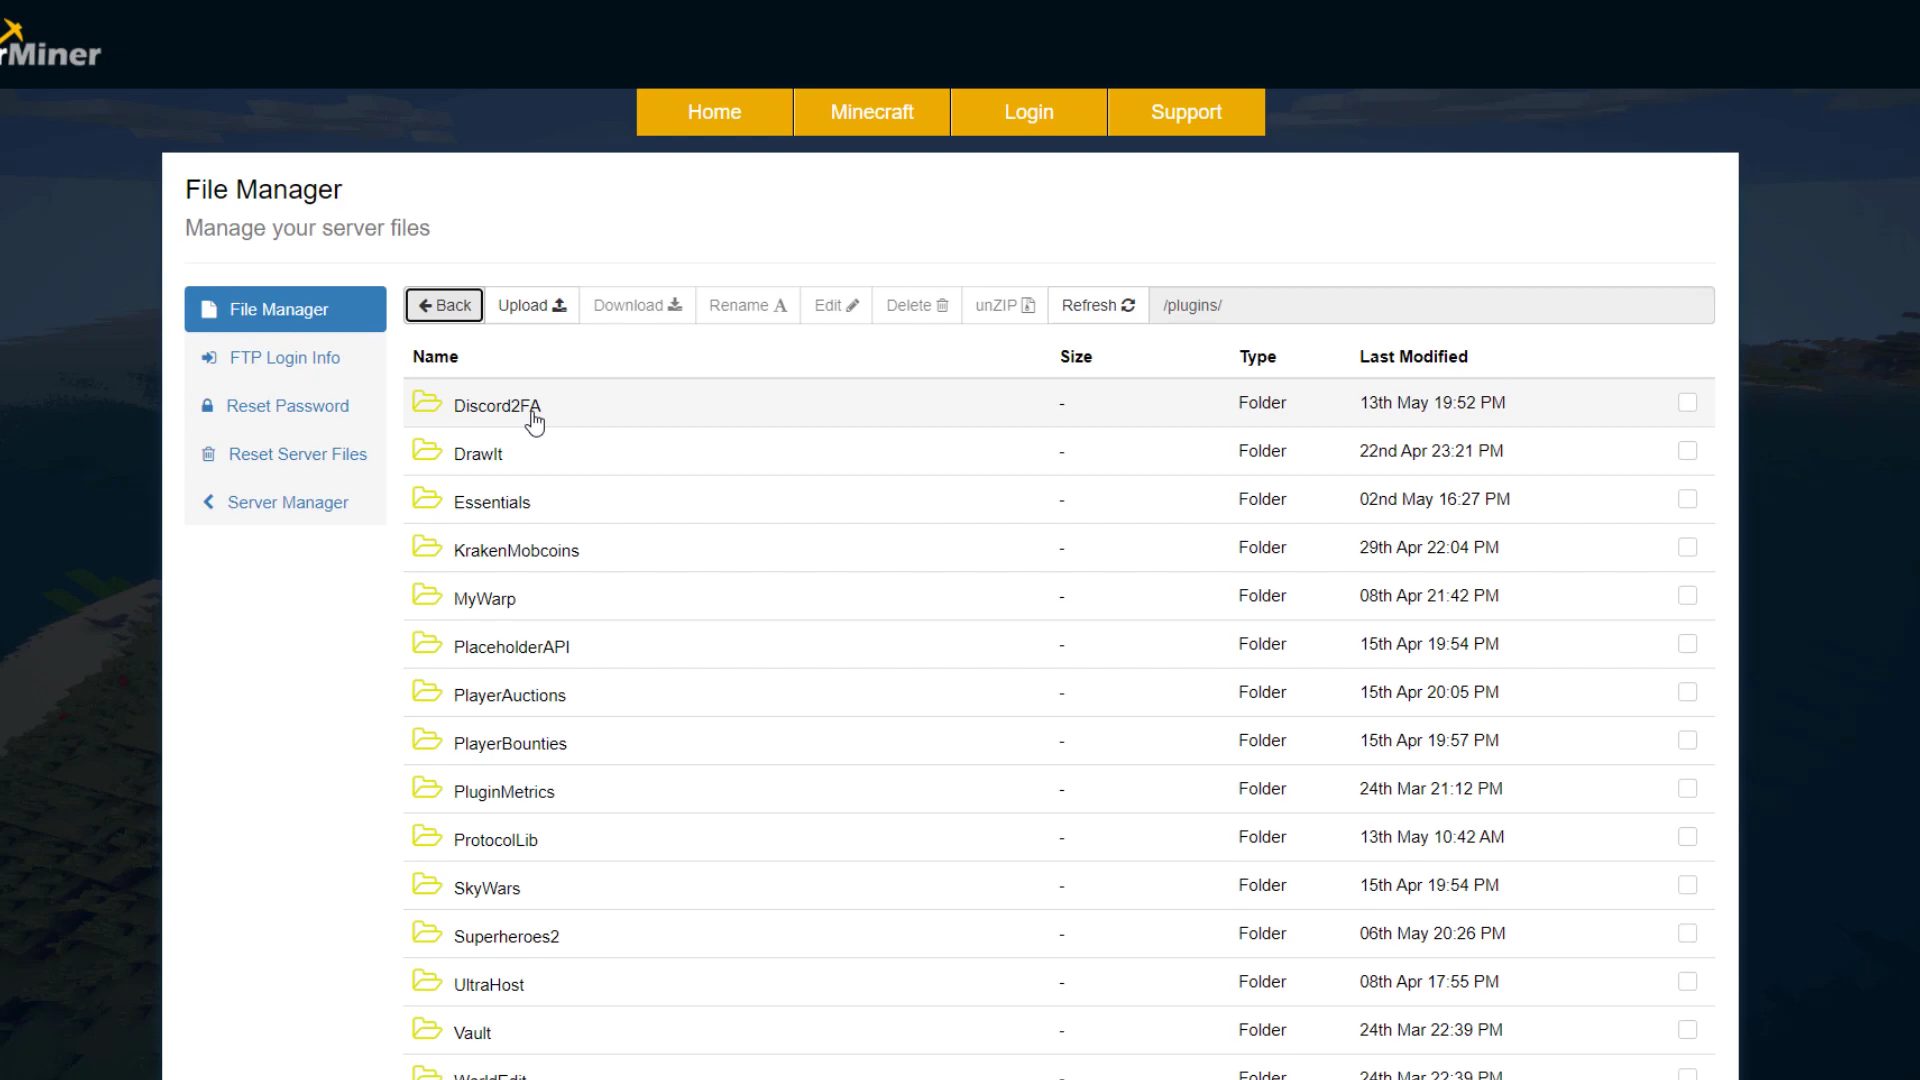 rMiner
Home Minecraft Login Support
File Manager
Manage your server files
File Manager
FTP Login Info
Reset Password
Reset Server Files
Server Manager
Back Upload Download Rename Edit Delete unZIP Refresh /plugins/
Name Size Type Last Modified
Discord2FA - Folder 13th May 19:52 PM
DrawIt - Folder 22nd Apr 23:21 PM
Essentials - Folder 02nd May 16:27 PM
KrakenMobcoins - Folder 29th Apr 22:04 PM
MyWarp - Folder 08th Apr 21:42 PM
PlaceholderAPI - Folder 15th Apr 19:54 PM
PlayerAuctions - Folder 15th Apr 20:05 PM
PlayerBounties - Folder 15th Apr 19:57 PM
PluginMetrics - Folder 24th Mar 21:12 PM
ProtocolLib - Folder 13th May 10:42 AM
SkyWars - Folder 15th Apr 19:54 PM
Superheroes2 - Folder 06th May 20:26 PM
UltraHost - Folder 08th Apr 17:55 PM
Vault - Folder 24th Mar 22:39 PM
WorldEdit - Folder 24th Mar 22:39 PM